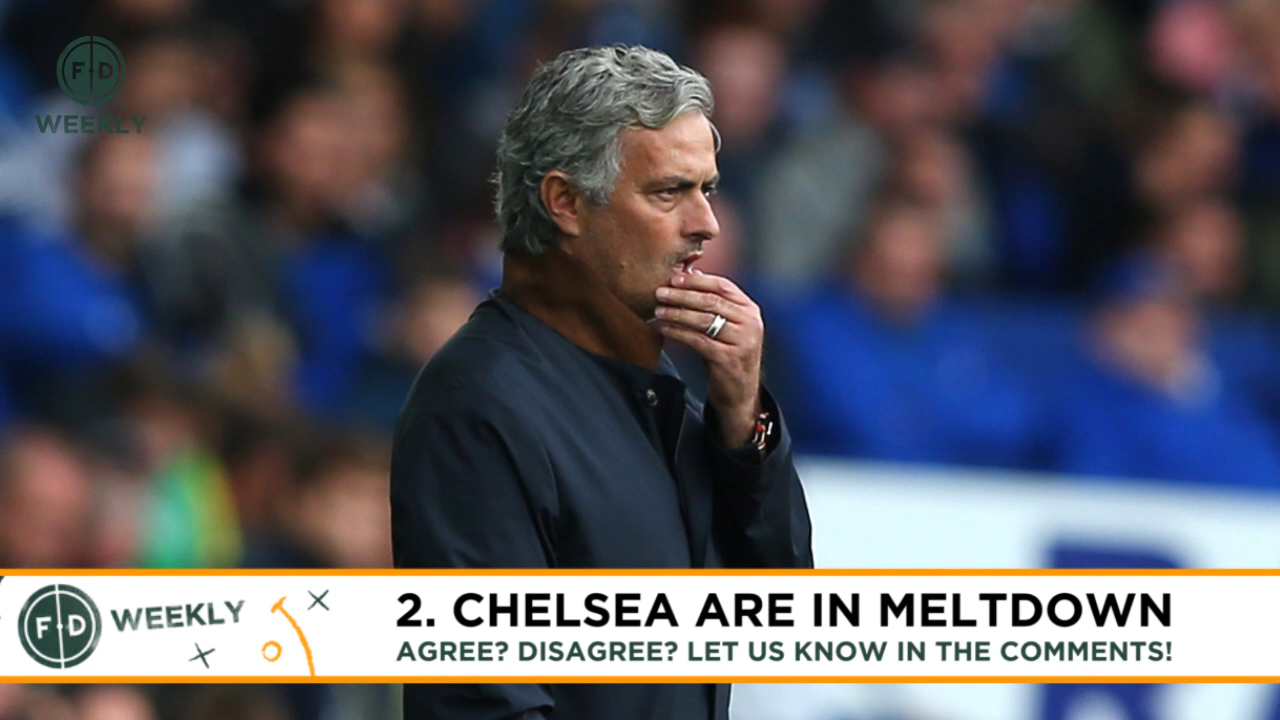 F D
WEEKLY
F D
WEEKLY
2. CHELSEA ARE IN MELTDOWN
AGREE? DISAGREE? LET US KNOW IN THE COMMENTS!